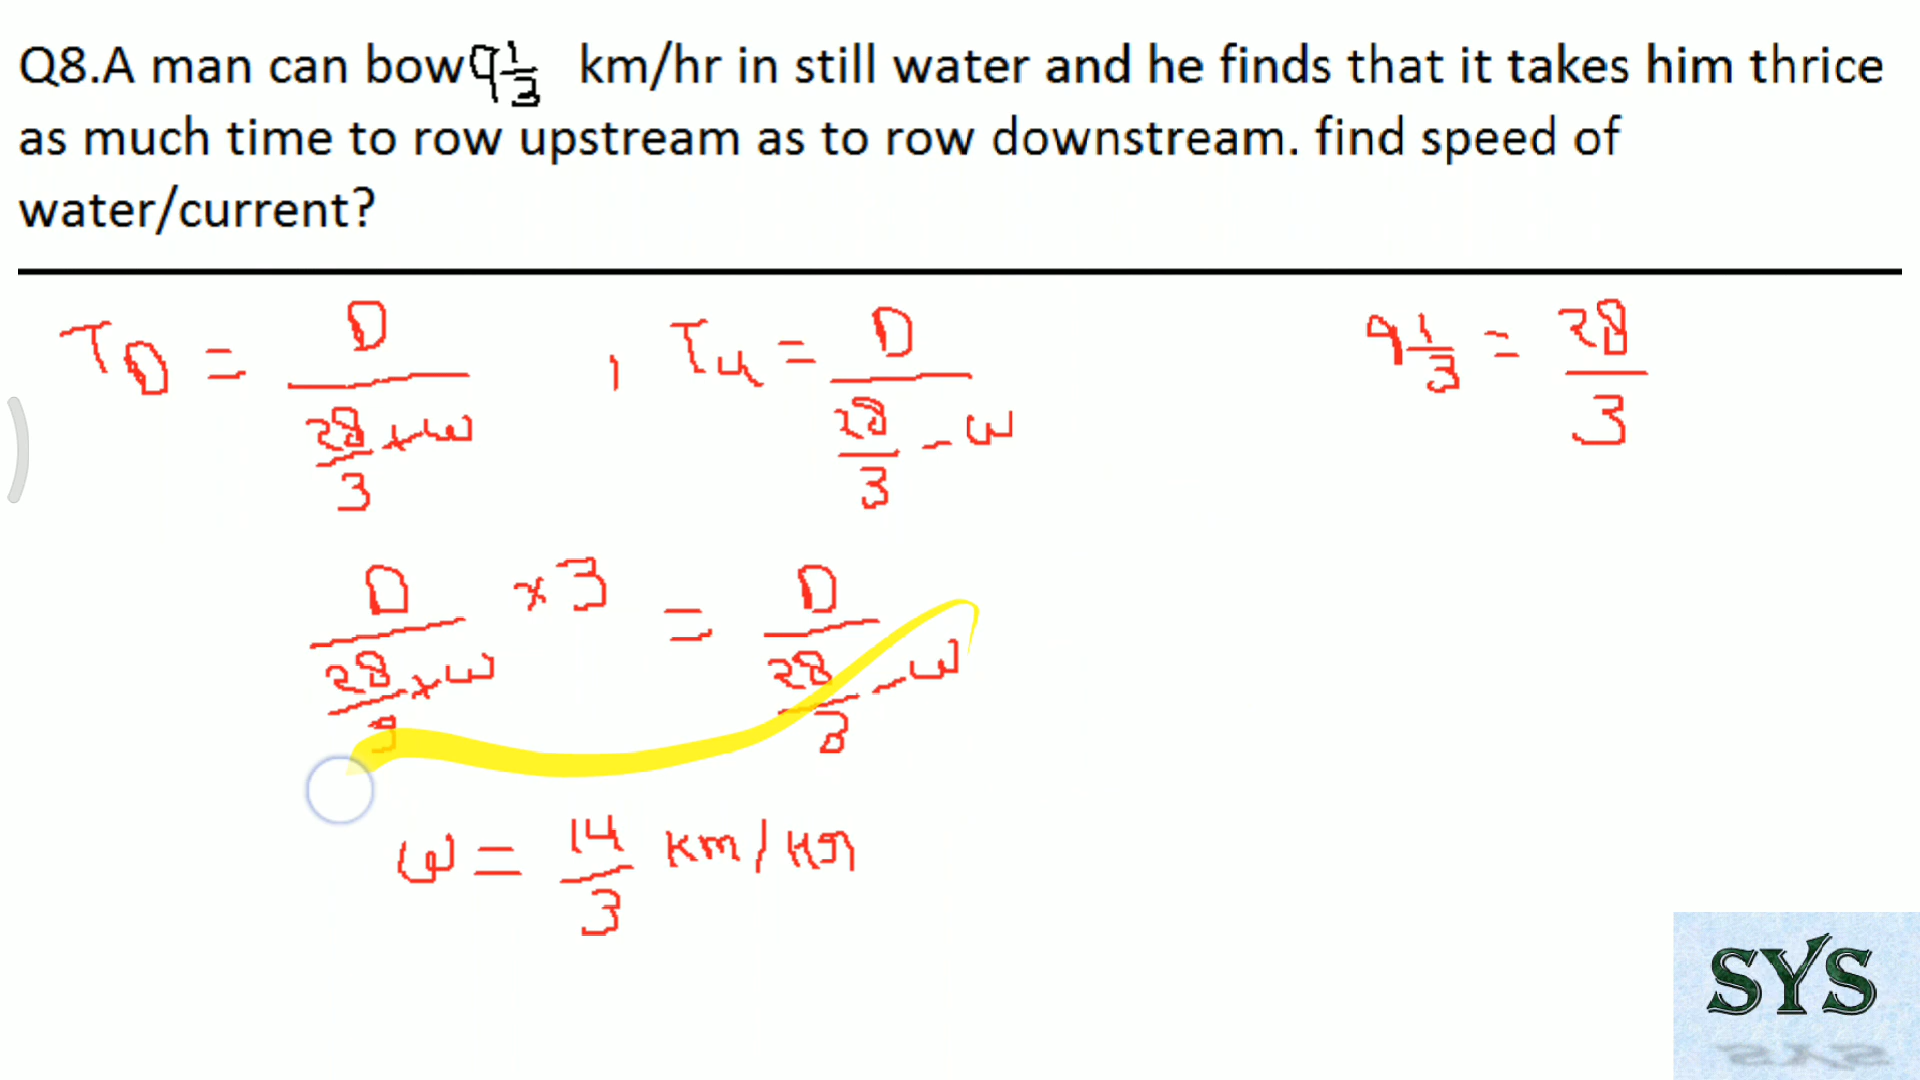 Q8.A man can bow 9 1/3 km/hr in still water and he finds that it takes him thrice
as much time to row upstream as to row downstream. find speed of
water/current?
T_D = D/(28/3 + w) , T_u = D/(28/3 - w)
9 1/3 = 28/3
D/(28/3 + w) × 3 = D/(28/3 - w)
w = 14/3 km/Hr
SYS